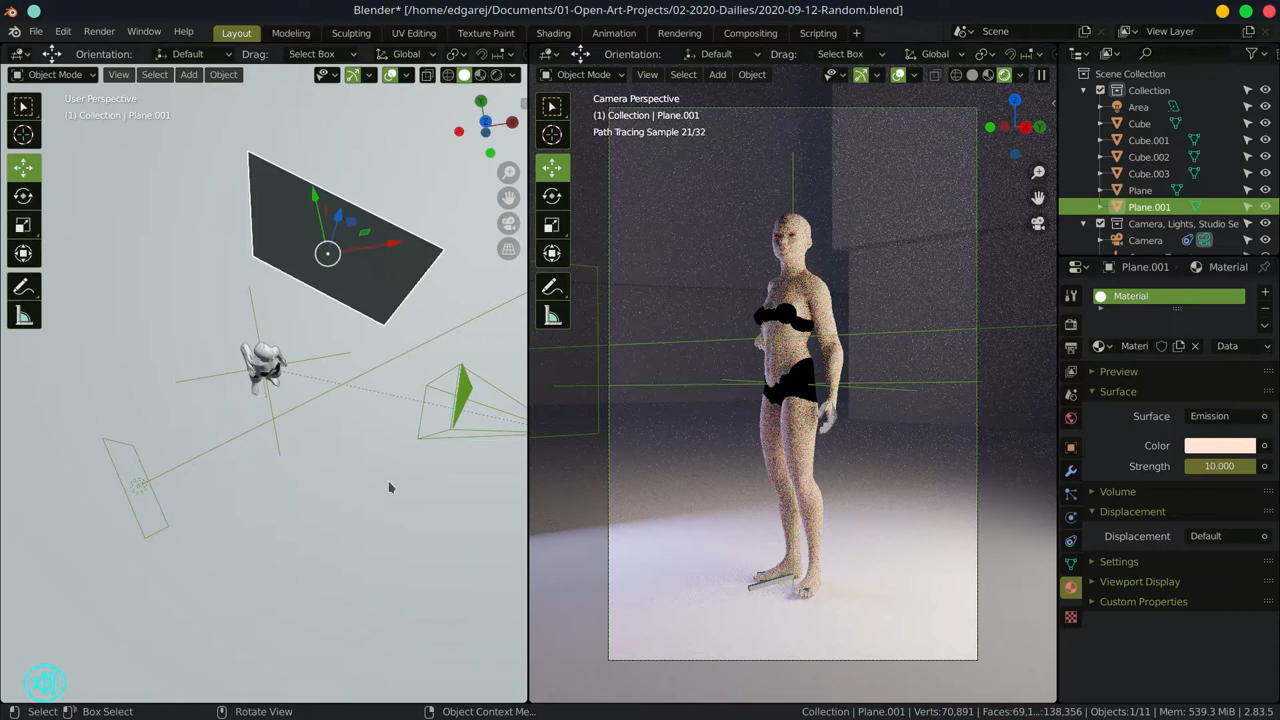 Blender* [/home/edgarej/Documents/01-Open-Art-Projects/02-2020-Dailies/2020-09-12-Random.blend]
File Edit Render Window Help
Layout Modeling Sculpting UV Editing Texture Paint Shading Animation Rendering Compositing Scripting +
Scene View Layer
Orientation: Default Drag: Select Box Global
Object Mode View Select Add Object
User Perspective
(1) Collection | Plane.001
Y
Z
X
Orientation: Default Drag: Select Box Global
Object Mode View Select Add Object
Camera Perspective
(1) Collection | Plane.001
Path Tracing Sample 21/32
Z
X Y
Scene Collection
Collection
Area
Cube
Cube.001
Cube.002
Cube.003
Plane
Plane.001
Camera, Lights, Studio Se
Camera
Plane.001 Material
Material
Materi Data
Preview
Surface
Surface Emission
Color
Strength 10.000
Volume
Displacement
Displacement Default
Settings
Viewport Display
Custom Properties
Select Box Select Rotate View Object Context Me...
Collection | Plane.001 | Verts:70,891 | Faces:69,1...:138,356 | Objects:1/11 | Mem: 539.3 MiB | 2.83.5